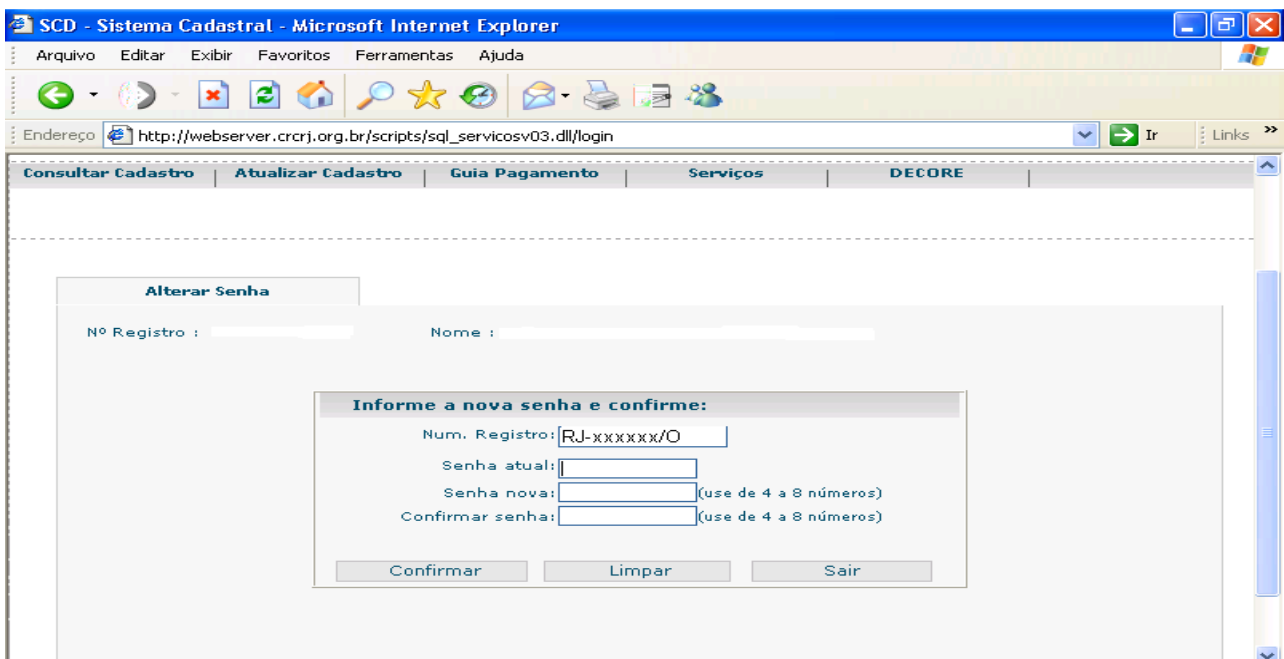 SCD - Sistema Cadastral - Microsoft Internet Explorer
Arquivo Editar Exibir Favoritos Ferramentas Ajuda
Endereço http://webserver.crcrj.org.br/scripts/sql_servicosv03.dll/login Ir Links »
Consultar Cadastro | Atualizar Cadastro | Guia Pagamento | Serviços | DECORE |
Alterar Senha
Nº Registro : Nome :
Informe a nova senha e confirme:
Num. Registro: RJ-xxxxxx/O
Senha atual:
Senha nova: (use de 4 a 8 números)
Confirmar senha: (use de 4 a 8 números)
Confirmar Limpar Sair